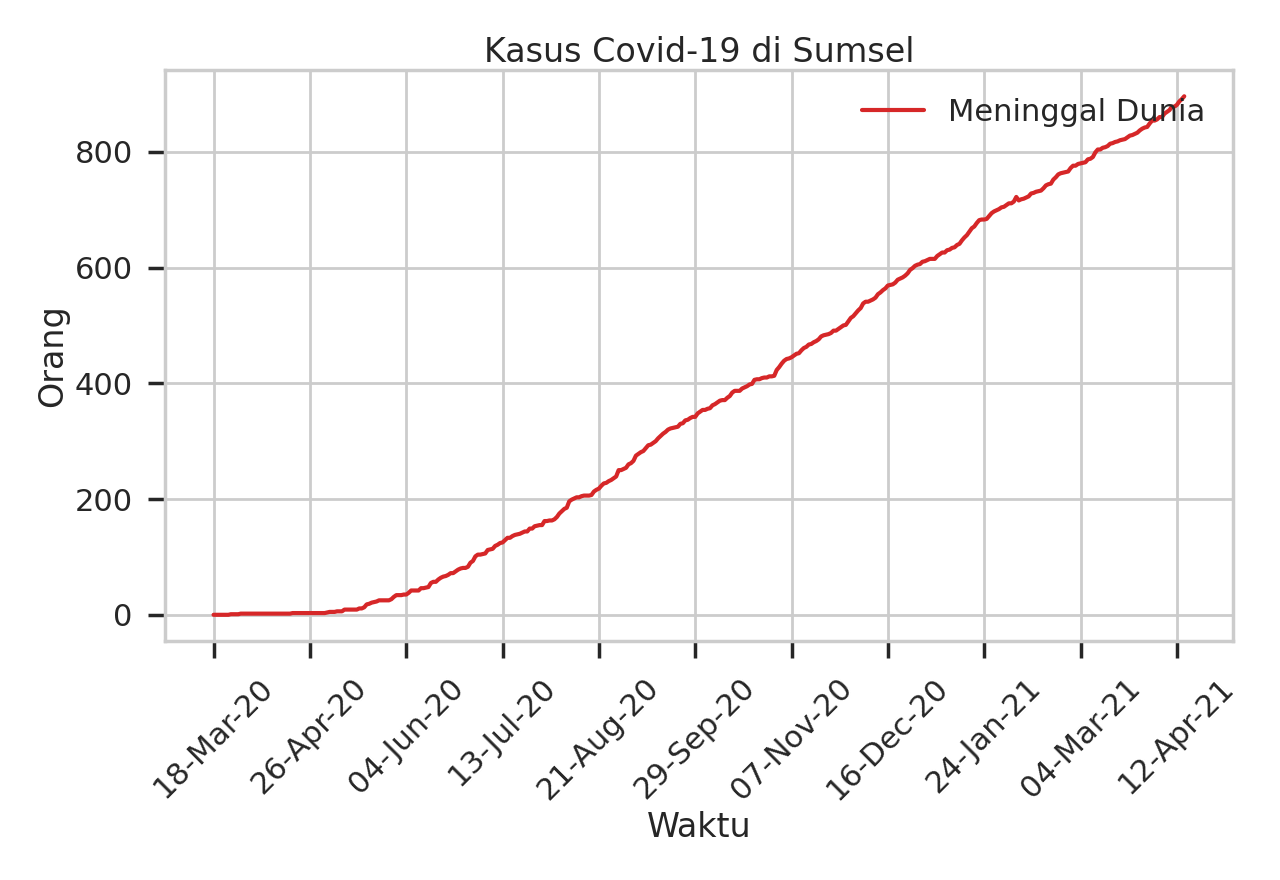 Kasus Covid-19 di Sumsel
Meninggal Dunia
Orang
800
600
400
200
0
18-Mar-20
26-Apr-20
04-Jun-20
13-Jul-20
21-Aug-20
29-Sep-20
07-Nov-20
16-Dec-20
24-Jan-21
04-Mar-21
12-Apr-21
Waktu